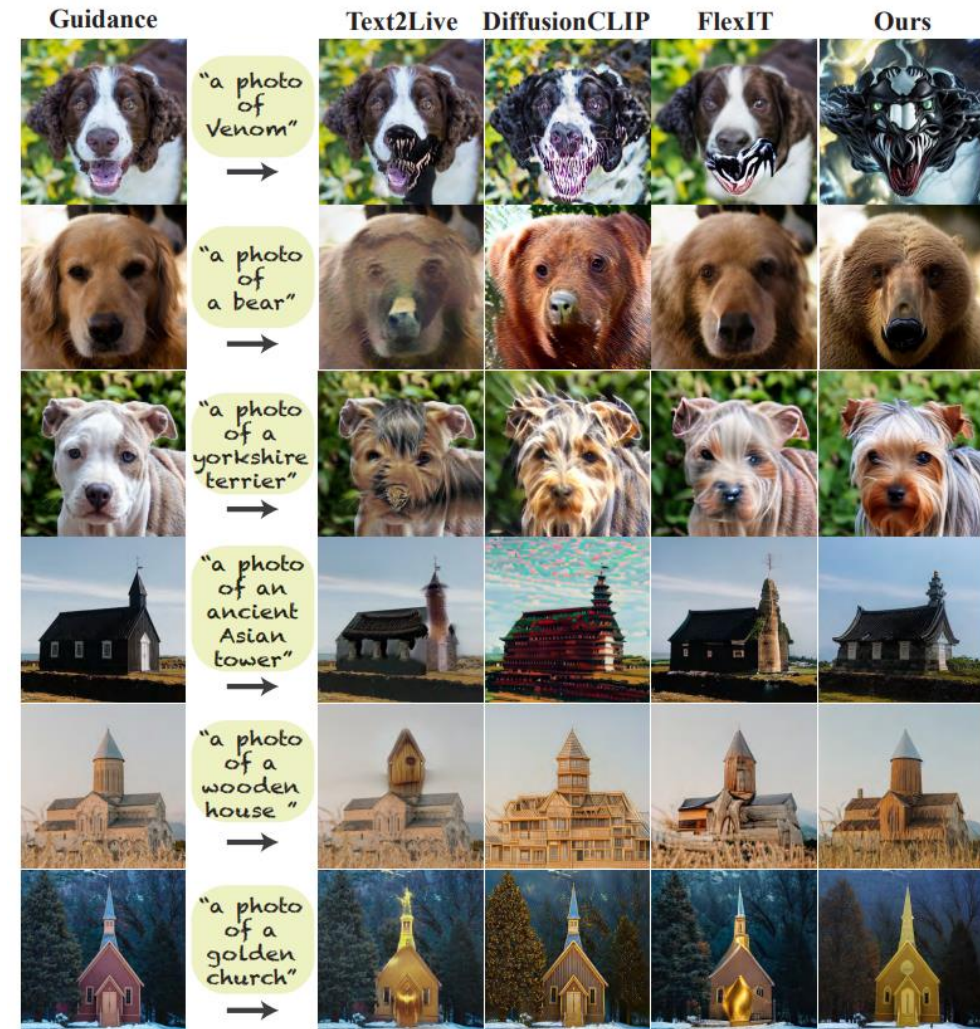 Guidance Text2Live DiffusionCLIP FlexIT Ours
“a photo
of
Venom”
“a photo
of
a bear”
“a photo
of a
yorkshire
terrier”
“a photo
of an
ancient
Asian
tower”
“a photo
of a
wooden
house ”
“a photo
of a
golden
church”